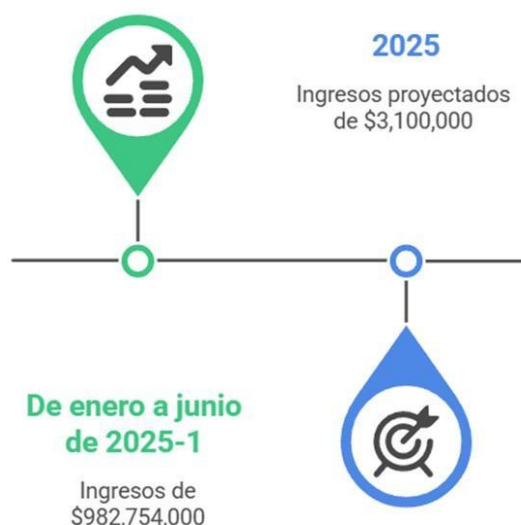 2025
Ingresos proyectados
de $3,100,000
De enero a junio
de 2025-1
Ingresos de
$982,754,000